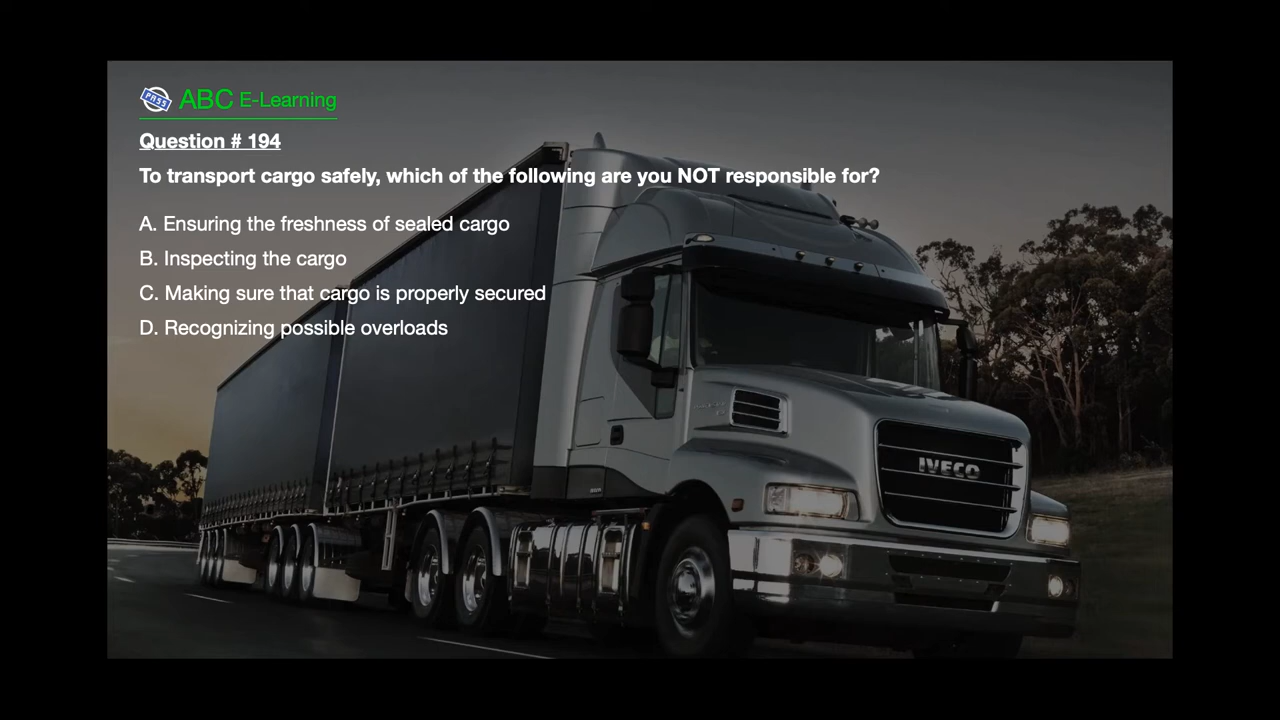 PASS ABC E-Learning
Question # 194
To transport cargo safely, which of the following are you NOT responsible for?
A. Ensuring the freshness of sealed cargo
B. Inspecting the cargo
C. Making sure that cargo is properly secured
D. Recognizing possible overloads
IVECO